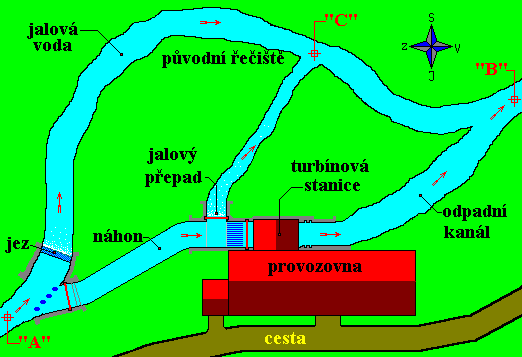 jalová
voda
"C"
S
Z
V
J
původní řečiště
"B"
jalový
přepad
turbínová
stanice
odpadní
kanál
náhon
jez
provozovna
"A"
cesta